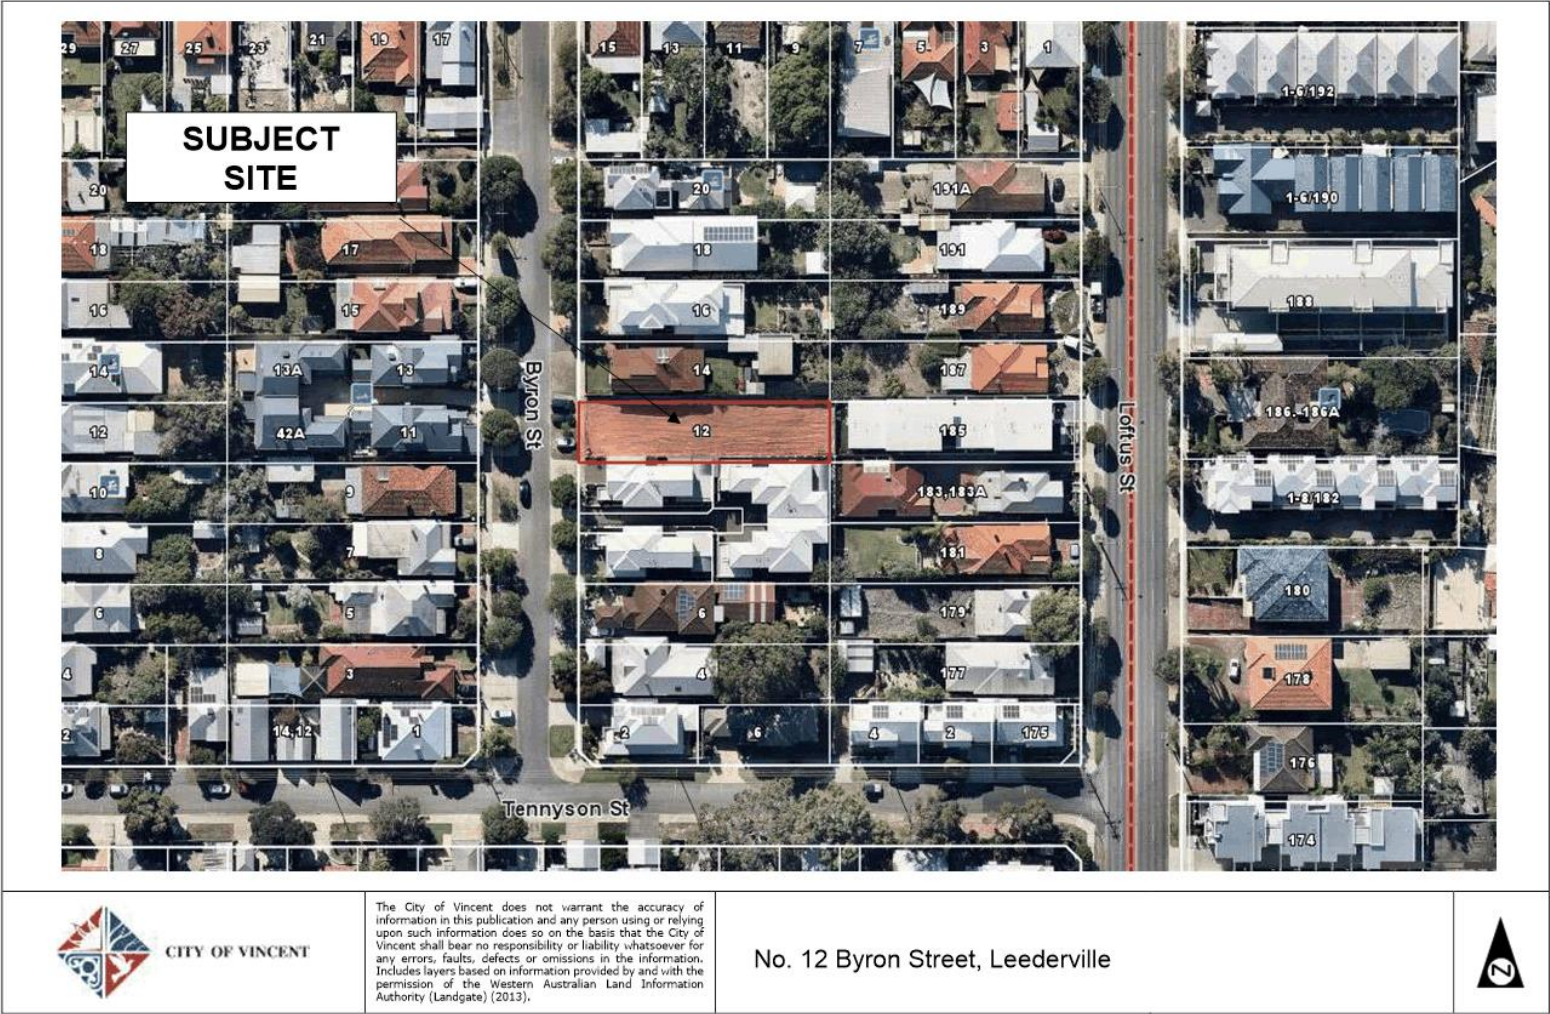 29
27
25
23
21
19
17
15
13
11
9
7
5
3
1
1-6/192
SUBJECT
SITE
20
20
191A
1-6/190
18
17
18
191
16
15
16
189
188
14
13A
13
14
187
Byron St
12
42A
11
12
185
Loftus St
186, 186A
10
9
183,183A
1-8/182
8
7
181
6
5
6
179
180
4
3
4
177
178
2
14,12
1
2
6
4
2
175
176
Tennyson St
174
CITY OF VINCENT
The City of Vincent does not warrant the accuracy of
information in this publication and any person using or relying
upon such information does so on the basis that the City of
Vincent shall bear no responsibility or liability whatsoever for
any errors, faults, defects or omissions in the information.
Includes layers based on information provided by and with the
permission of the Western Australian Land Information
Authority (Landgate) (2013).
No. 12 Byron Street, Leederville
N